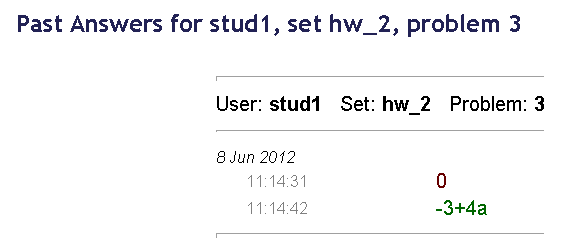 Past Answers for stud1, set hw_2, problem 3
User: stud1 Set: hw_2 Problem: 3
8 Jun 2012
11:14:31 0
11:14:42 -3+4a